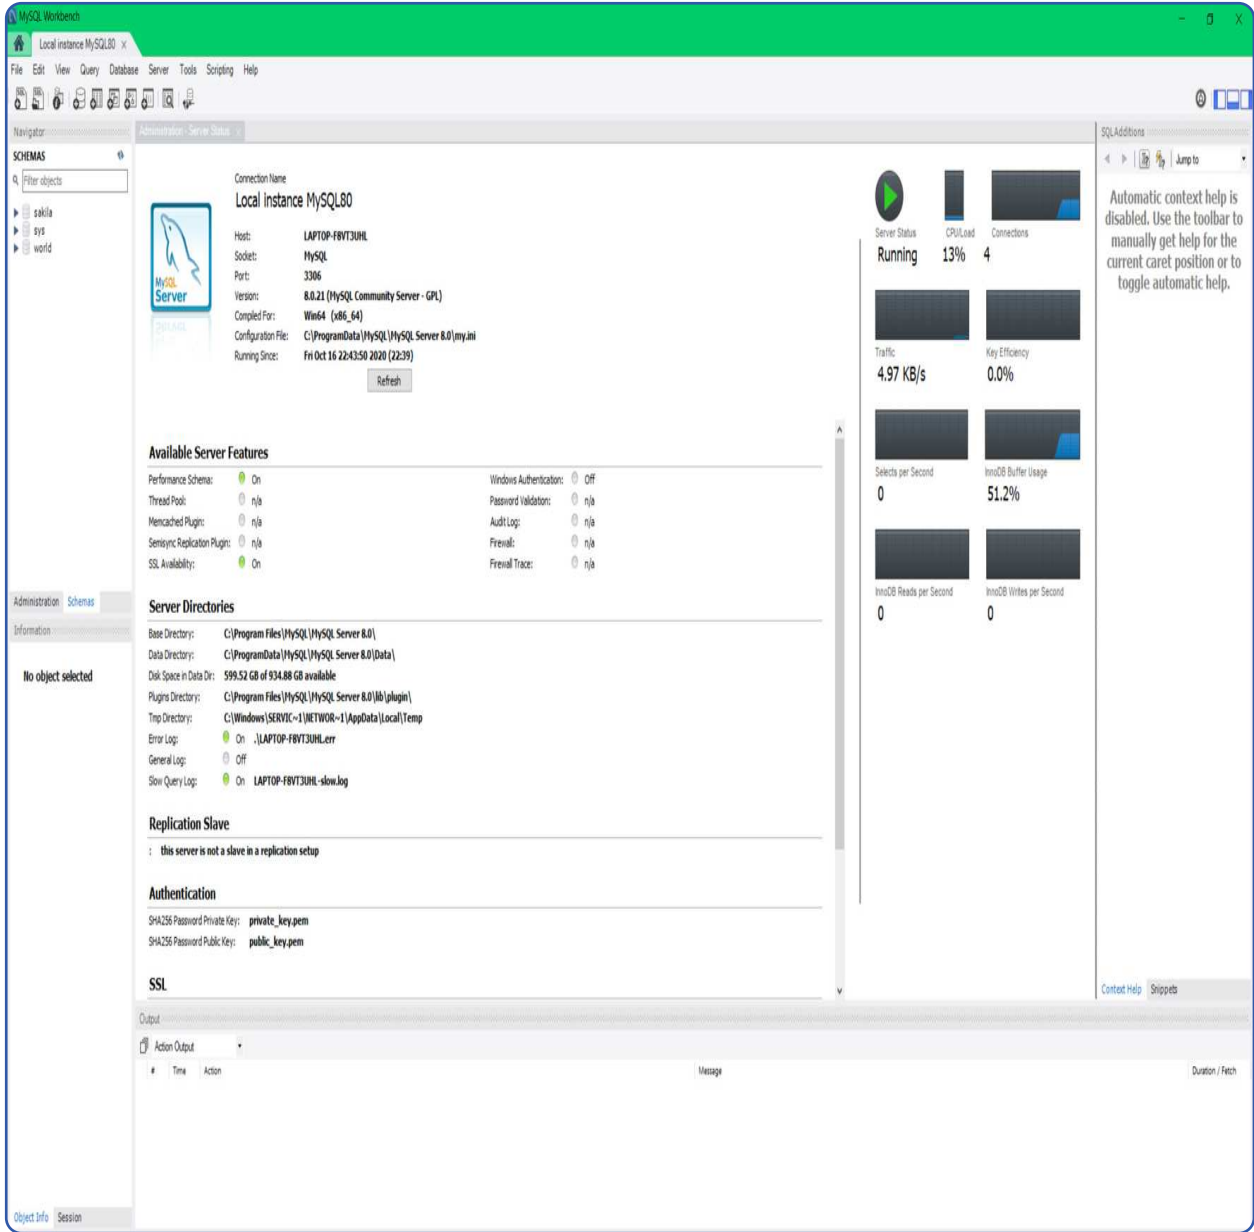 MySQL Workbench
Local instance MySQL80
File Edit View Query Database Server Tools Scripting Help
Navigator
SCHEMAS
Filter objects
sakila
sys
world
Administration Schemas
Information
No object selected
Object Info Session
Administration - Server Status
Connection Name
Local instance MySQL80
MySQL
Server
Host: LAPTOP-F8VT3UHL
Socket: MySQL
Port: 3306
Version: 8.0.21 (MySQL Community Server - GPL)
Compiled For: Win64 (x86_64)
Configuration File: C:\ProgramData\MySQL\MySQL Server 8.0\my.ini
Running Since: Fri Oct 16 22:43:50 2020 (22:39)
Refresh
Available Server Features
Performance Schema: On
Thread Pool: n/a
Memcached Plugin: n/a
Semisync Replication Plugin: n/a
SSL Availability: On
Windows Authentication: Off
Password Validation: n/a
Audit Log: n/a
Firewall: n/a
Firewall Trace: n/a
Server Directories
Base Directory: C:\Program Files\MySQL\MySQL Server 8.0\
Data Directory: C:\ProgramData\MySQL\MySQL Server 8.0\Data\
Disk Space in Data Dir: 599.52 GB of 934.88 GB available
Plugins Directory: C:\Program Files\MySQL\MySQL Server 8.0\lib\plugin\
Tmp Directory: C:\Windows\SERVIC~1\NETWOR~1\AppData\Local\Temp
Error Log: On .\LAPTOP-F8VT3UHL.err
General Log: Off
Slow Query Log: On LAPTOP-F8VT3UHL-slow.log
Replication Slave
: this server is not a slave in a replication setup
Authentication
SHA256 Password Private Key: private_key.pem
SHA256 Password Public Key: public_key.pem
SSL
Server Status
Running
CPU/Load
13%
Connections
4
Traffic
4.97 KB/s
Key Efficiency
0.0%
Selects per Second
0
InnoDB Buffer Usage
51.2%
InnoDB Reads per Second
0
InnoDB Writes per Second
0
SQLAdditions
Jump to
Automatic context help is
disabled. Use the toolbar to
manually get help for the
current caret position or to
toggle automatic help.
Context Help Snippets
Output
Action Output
# Time Action Message Duration / Fetch